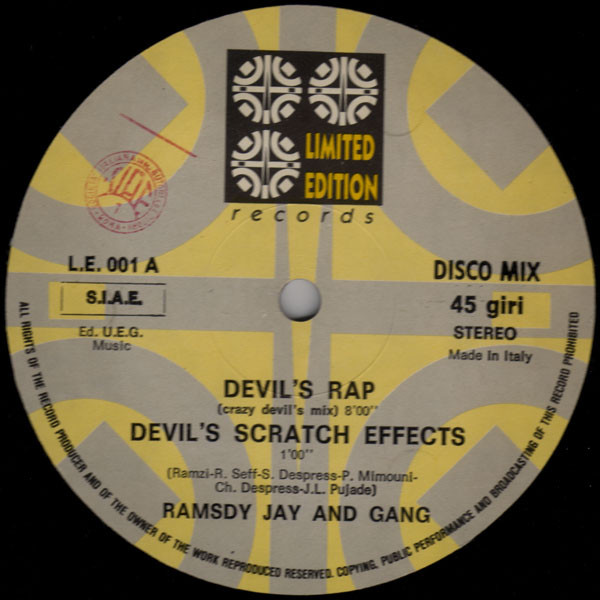 LIMITED
EDITION
records
L.E. 001 A
S.I.A.E.
Ed. U.E.G.
Music
DISCO MIX
45 giri
STEREO
Made in Italy
DEVIL'S RAP
(crazy devil's mix) 8'00"
DEVIL'S SCRATCH EFFECTS
1'00"
(Ramzi-R. Seff-S. Despress-P. Mimouni-
Ch. Despress-J.L. Pujade)
RAMSDY JAY AND GANG
ALL RIGHTS OF THE RECORD PRODUCER AND OF THE OWNER OF THE WORK REPRODUCED RESERVED. COPYING, PUBLIC PERFORMANCE AND BROADCASTING OF THIS RECORD PROHIBITED